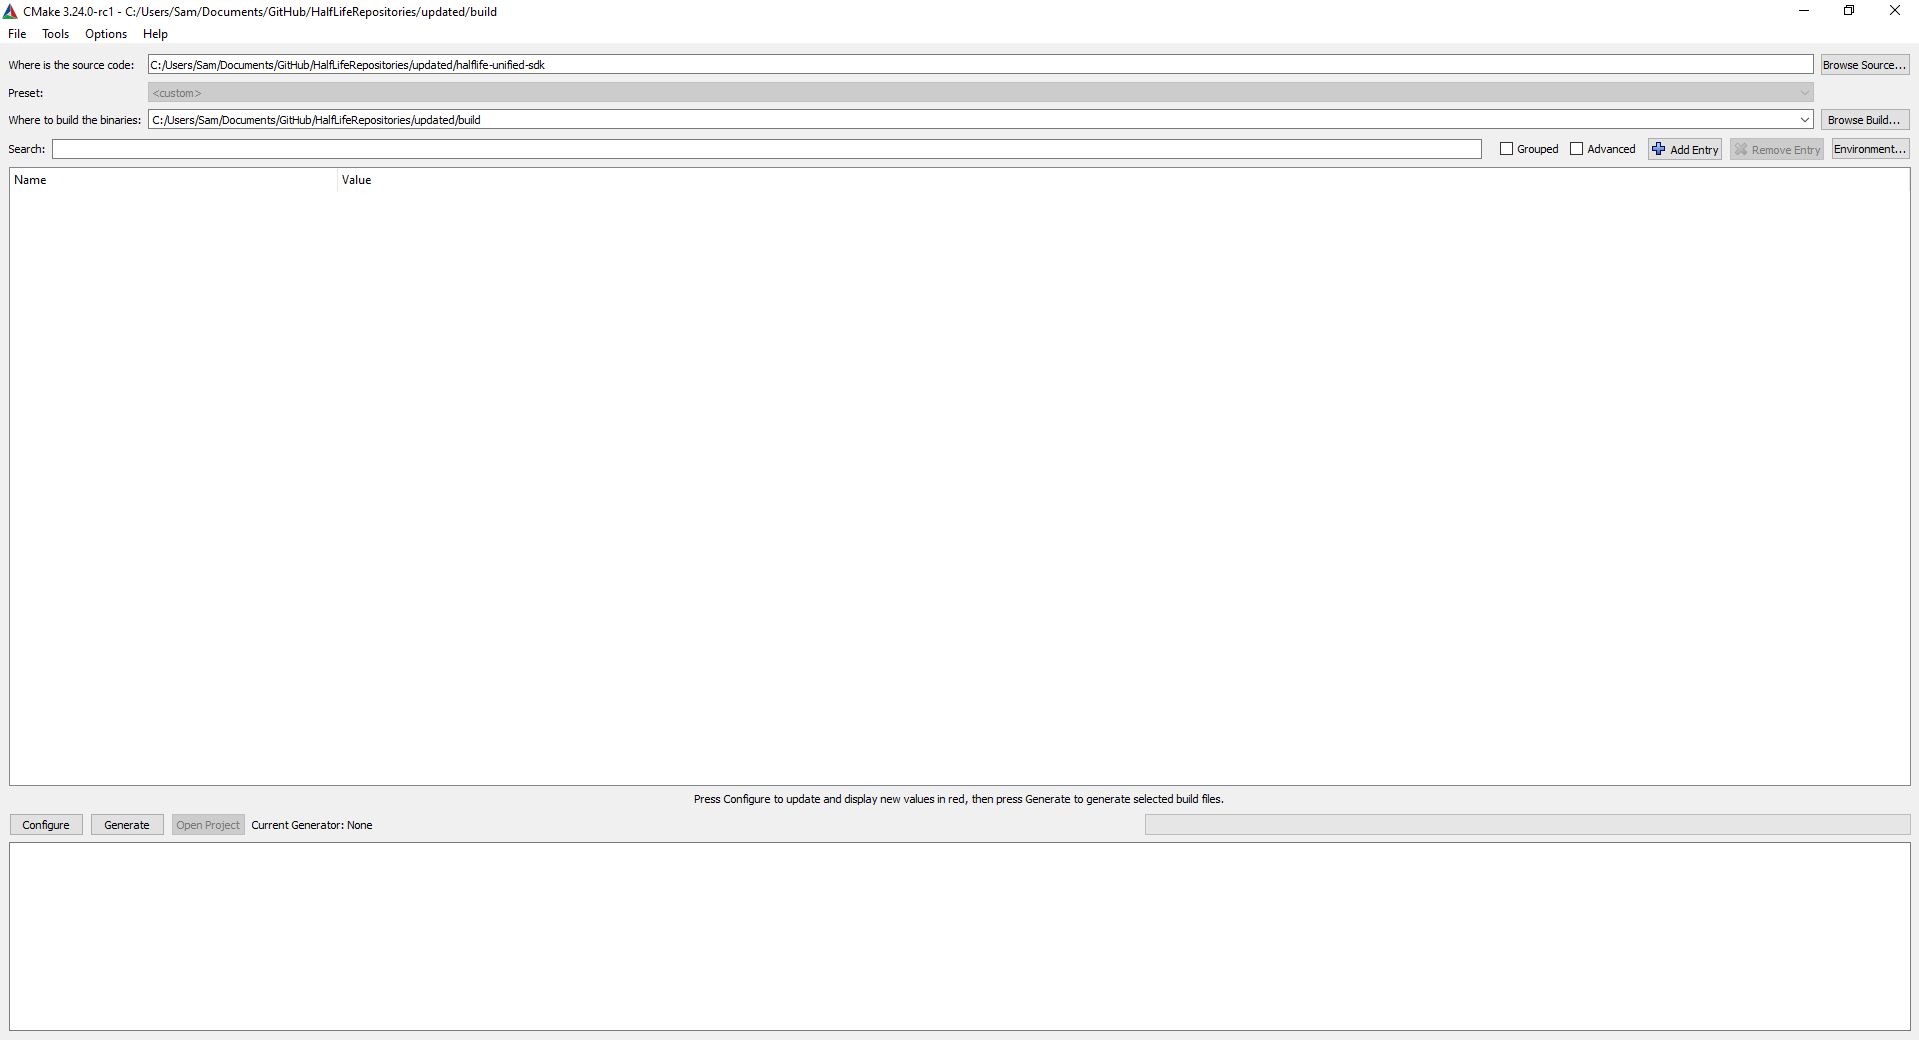 CMake 3.24.0-rc1 - C:/Users/Sam/Documents/GitHub/HalfLifeRepositories/updated/build
File Tools Options Help
Where is the source code: C:/Users/Sam/Documents/GitHub/HalfLifeRepositories/updated/halflife-unified-sdk Browse Source...
Preset: <custom>
Where to build the binaries: C:/Users/Sam/Documents/GitHub/HalfLifeRepositories/updated/build Browse Build...
Search: Grouped Advanced Add Entry Remove Entry Environment...
Name Value
Press Configure to update and display new values in red, then press Generate to generate selected build files.
Configure Generate Open Project Current Generator: None